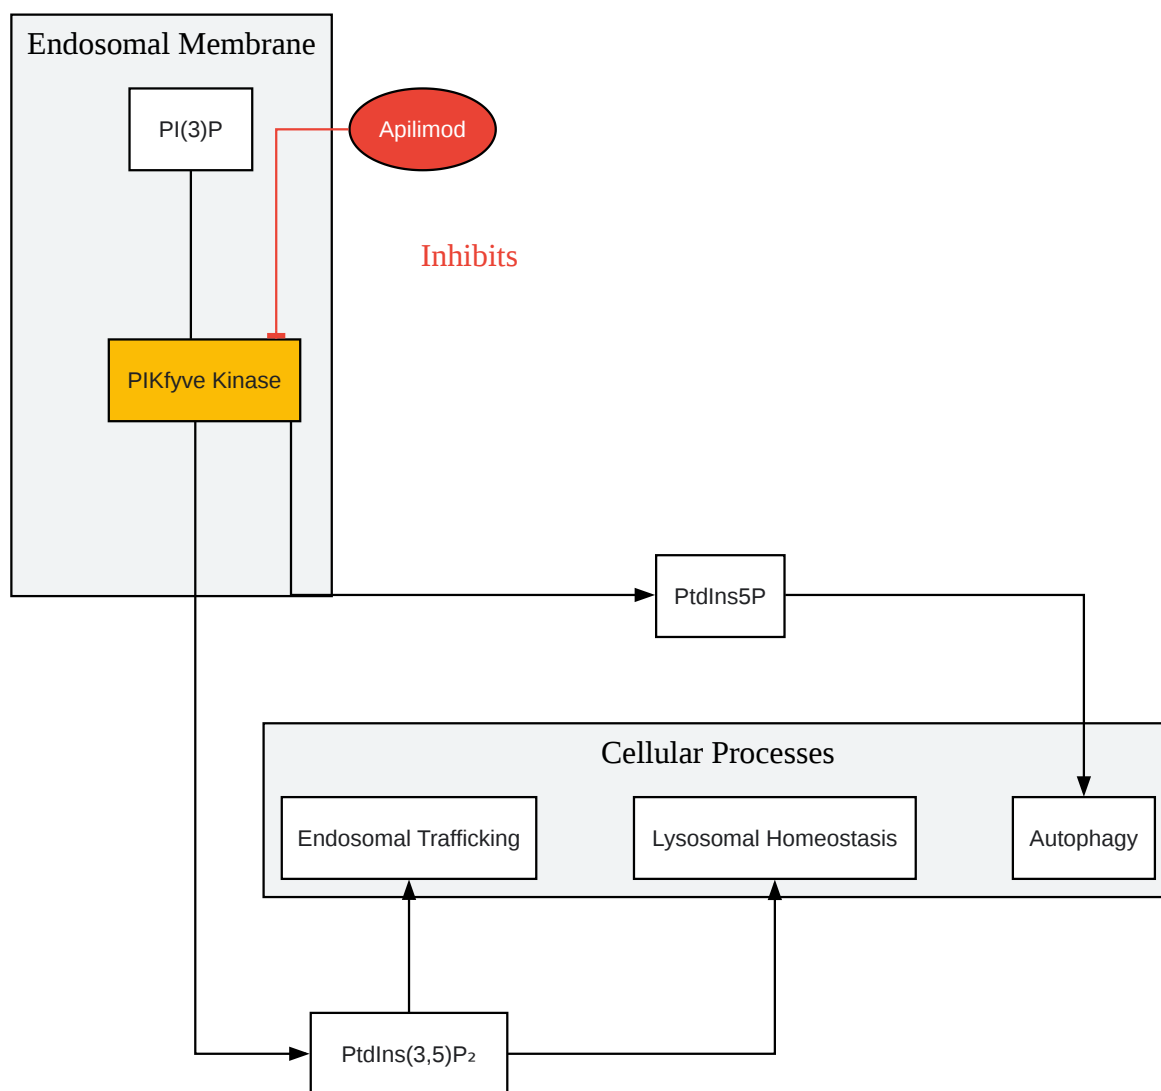 Endosomal Membrane
PI(3)P
Apilimod
Inhibits
PIKfyve Kinase
PtdIns5P
Cellular Processes
Endosomal Trafficking
Lysosomal Homeostasis
Autophagy
PtdIns(3,5)P₂